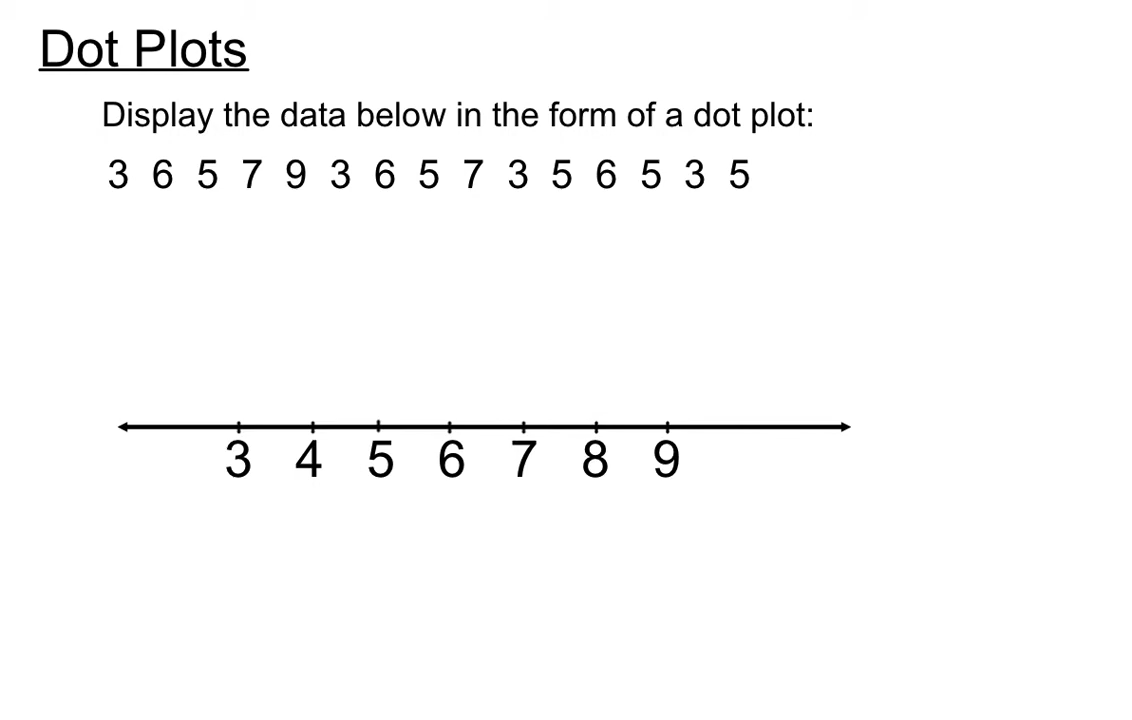 Dot Plots
Display the data below in the form of a dot plot:
3 6 5 7 9 3 6 5 7 3 5 6 5 3 5
3 4 5 6 7 8 9